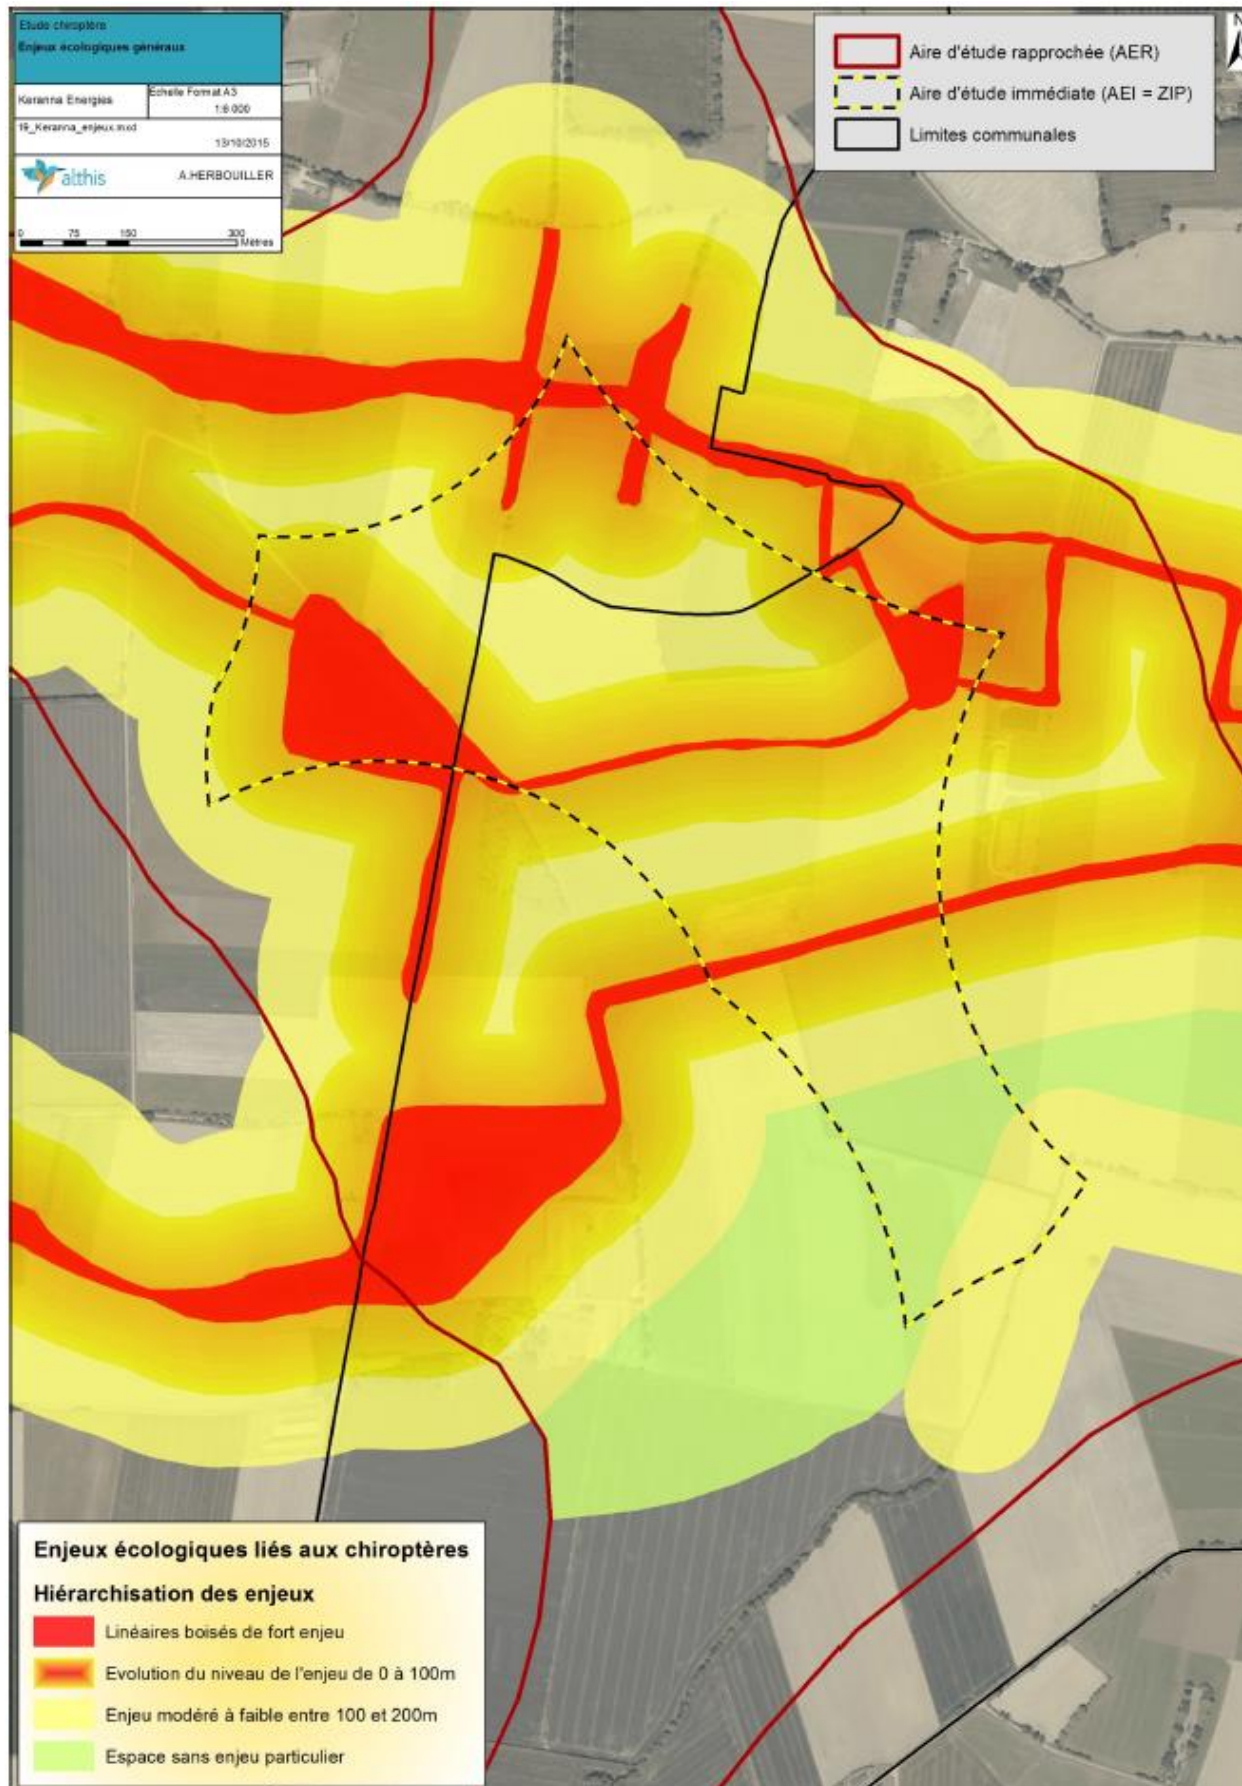 Etude chiroptère
Enjeux écologiques généraux
Keranna Energies
Echelle Format A3
1:6 000
19_Keranna_enjeux.mxd
13/10/2015
althis
A.HERBOUILLER
0 75 150 300
Mètres
N
Aire d'étude rapprochée (AER)
Aire d'étude immédiate (AEI = ZIP)
Limites communales
Enjeux écologiques liés aux chiroptères
Hiérarchisation des enjeux
Linéaires boisés de fort enjeu
Evolution du niveau de l'enjeu de 0 à 100m
Enjeu modéré à faible entre 100 et 200m
Espace sans enjeu particulier